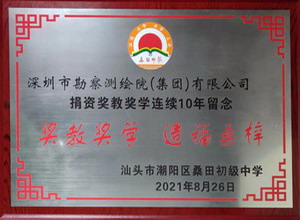 深圳市勘察测绘院(集团)有限公司
捐资奖教奖学连续10年留念
奖教奖学 造福桑梓
汕头市潮阳区桑田初级中学
2021年8月26日